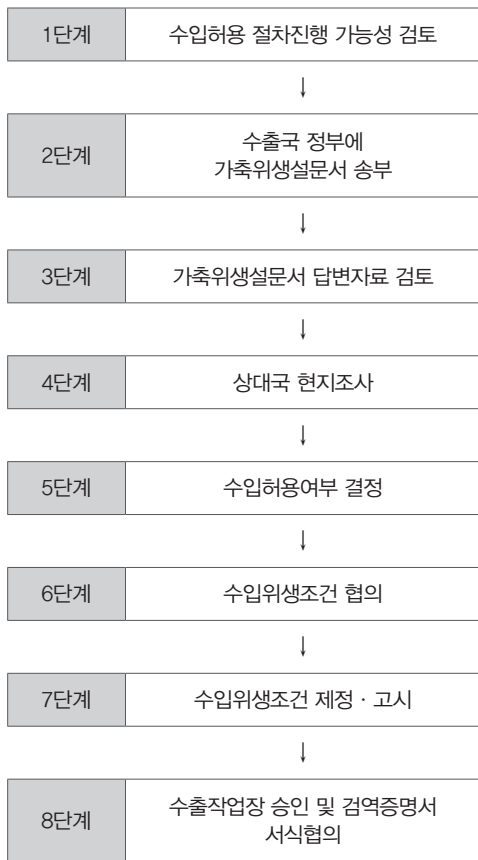 1단계 수입허용 절차진행 가능성 검토
↓
2단계 수출국 정부에
가축위생설문서 송부
↓
3단계 가축위생설문서 답변자료 검토
↓
4단계 상대국 현지조사
↓
5단계 수입허용여부 결정
↓
6단계 수입위생조건 협의
↓
7단계 수입위생조건 제정 · 고시
↓
8단계 수출작업장 승인 및 검역증명서
서식협의